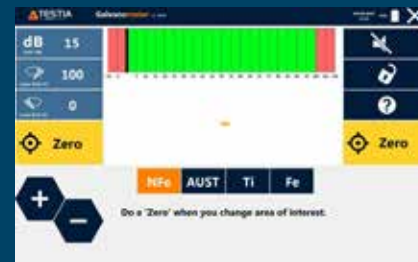 TESTIA Galvanometer
dB 15
100
0
Zero
Zero
NFe AUST Ti Fe
Do a 'Zero' when you change area of interest.